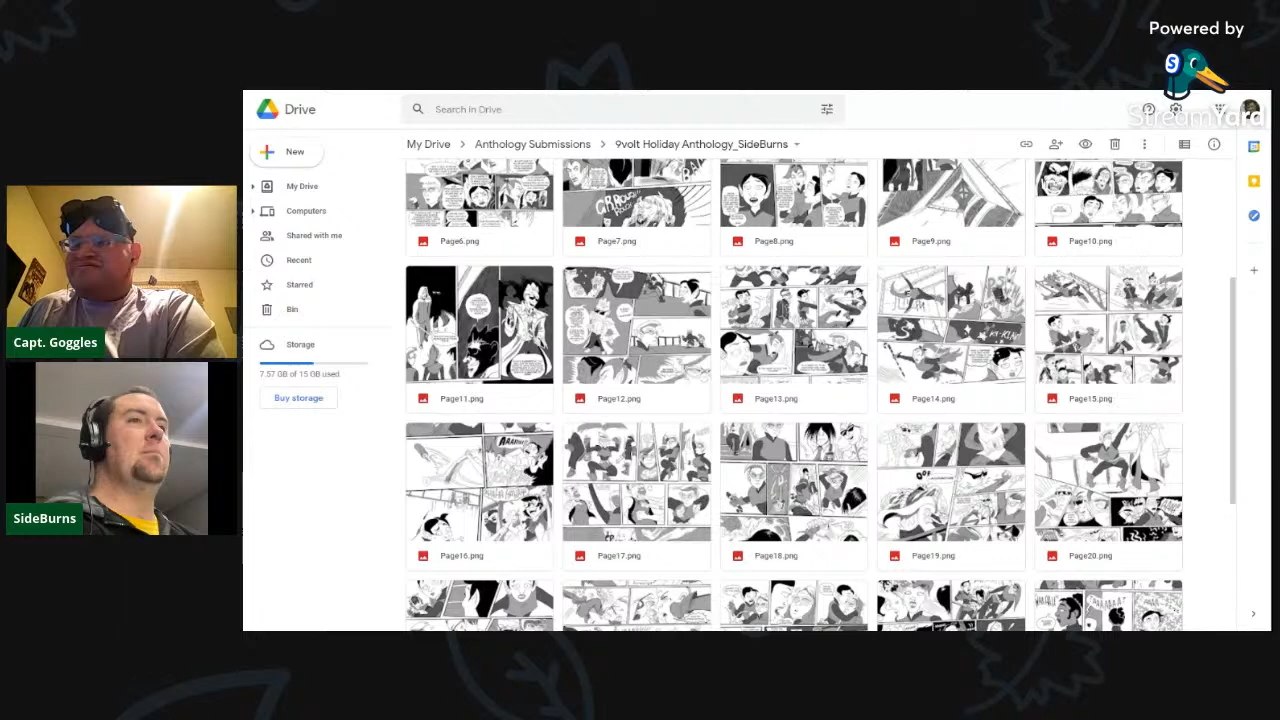 Powered by
StreamYard
Drive
Search in Drive
New
My Drive > Anthology Submissions > 9volt Holiday Anthology_SideBurns
My Drive
Computers
Shared with me
Recent
Starred
Bin
Storage
7.57 GB of 15 GB used
Buy storage
Page6.png
Page7.png
Page8.png
Page9.png
Page10.png
Page11.png
Page12.png
Page13.png
Page14.png
Page15.png
Page16.png
Page17.png
Page18.png
Page19.png
Page20.png
Capt. Goggles
SideBurns